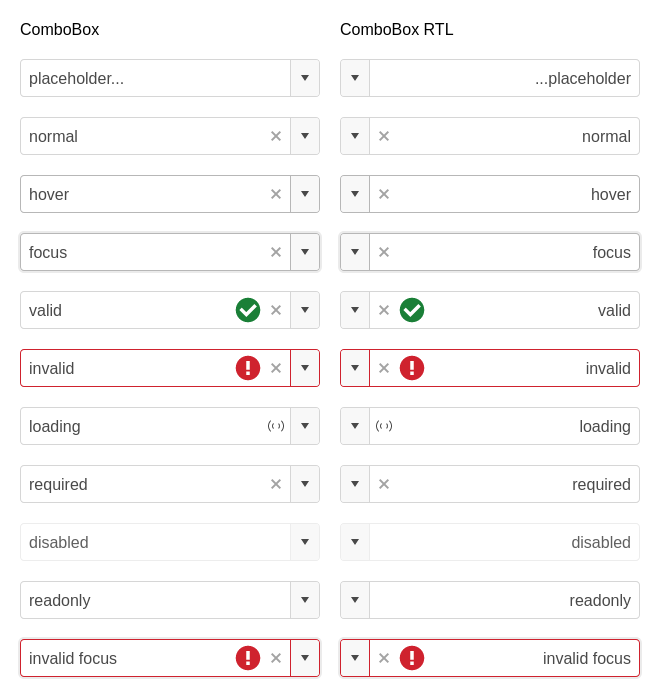 ComboBox ComboBox RTL
placeholder... ...placeholder
normal normal
hover hover
focus focus
valid valid
invalid invalid
loading loading
required required
disabled disabled
readonly readonly
invalid focus invalid focus